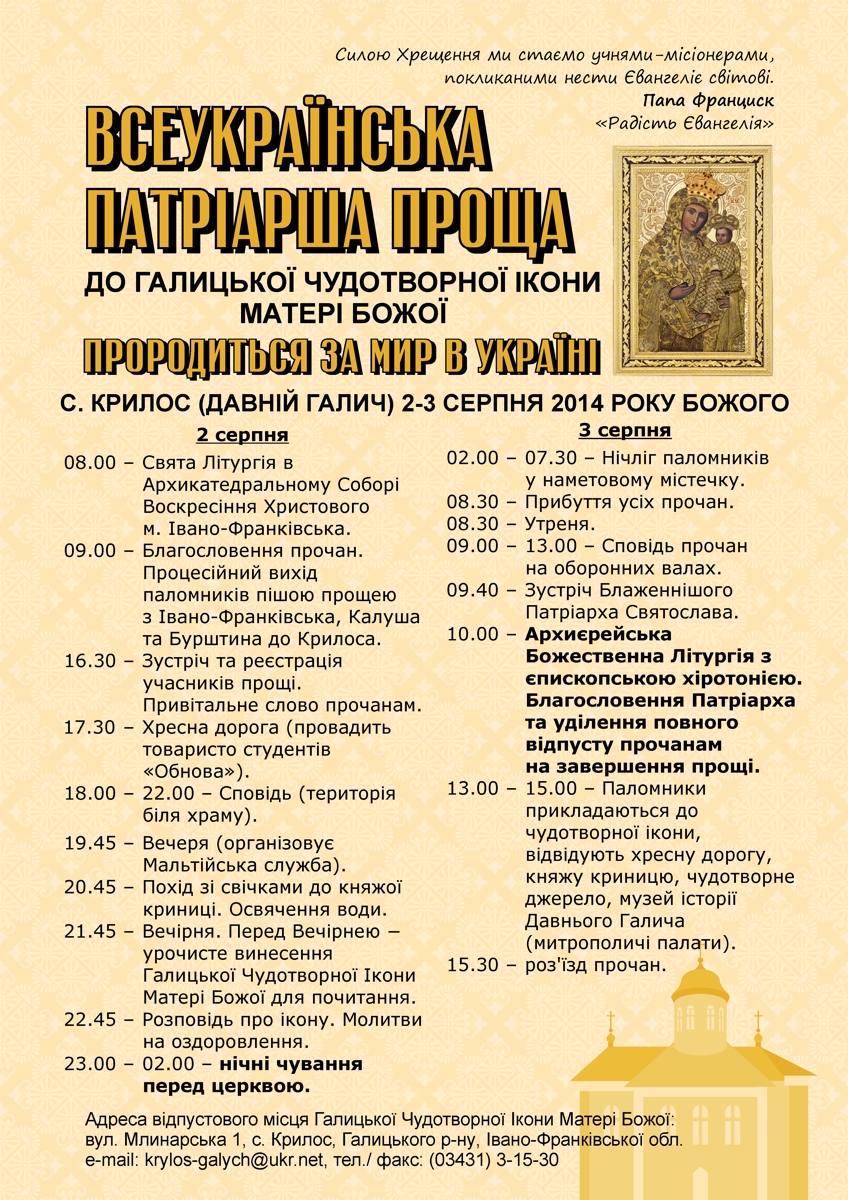 Силою Хрещення ми стаємо учнями-місіонерами,
покликаними нести Євангеліє світові.
Папа Франциск
«Радість Євангелія»
ВСЕУКРАЇНСЬКА
ПАТРІАРША ПРОЩА
ДО ГАЛИЦЬКОЇ ЧУДОТВОРНОЇ ІКОНИ
МАТЕРІ БОЖОЇ
ПРОРОДИТЬСЯ ЗА МИР В УКРАЇНІ
С. КРИЛОС (ДАВНІЙ ГАЛИЧ) 2-3 СЕРПНЯ 2014 РОКУ БОЖОГО
2 серпня
08.00 – Свята Літургія в
Архикатедральному Соборі
Воскресіння Христового
м. Івано-Франківська.
09.00 – Благословення прочан.
Процесійний вихід
паломників пішою прощею
з Івано-Франківська, Калуша
та Бурштина до Крилоса.
16.30 – Зустріч та реєстрація
учасників прощі.
Привітальне слово прочанам.
17.30 – Хресна дорога (провадить
товаристо студентів
«Обнова»).
18.00 – 22.00 – Сповідь (територія
біля храму).
19.45 – Вечеря (організовує
Мальтійська служба).
20.45 – Похід зі свічками до княжої
криниці. Освячення води.
21.45 – Вечірня. Перед Вечірнею –
урочисте винесення
Галицької Чудотворної Ікони
Матері Божої для почитання.
22.45 – Розповідь про ікону. Молитви
на оздоровлення.
23.00 – 02.00 – нічні чування
перед церквою.
3 серпня
02.00 – 07.30 – Нічліг паломників
у наметовому містечку.
08.30 – Прибуття усіх прочан.
08.30 – Утреня.
09.00 – 13.00 – Сповідь прочан
на оборонних валах.
09.40 – Зустріч Блаженнішого
Патріарха Святослава.
10.00 – Архиєрейська
Божественна Літургія з
єпископською хіротонією.
Благословення Патріарха
та уділення повного
відпусту прочанам
на завершення прощі.
13.00 – 15.00 – Паломники
прикладаються до
чудотворної ікони,
відвідують хресну дорогу,
княжу криницю, чудотворне
джерело, музей історії
Давнього Галича
(митрополичі палати).
15.30 – роз'їзд прочан.
Адреса відпустового місця Галицької Чудотворної Ікони Матері Божої:
вул. Млинарська 1, с. Крилос, Галицького р-ну, Івано-Франківської обл.
e-mail: krylos-galych@ukr.net, тел./ факс: (03431) 3-15-30